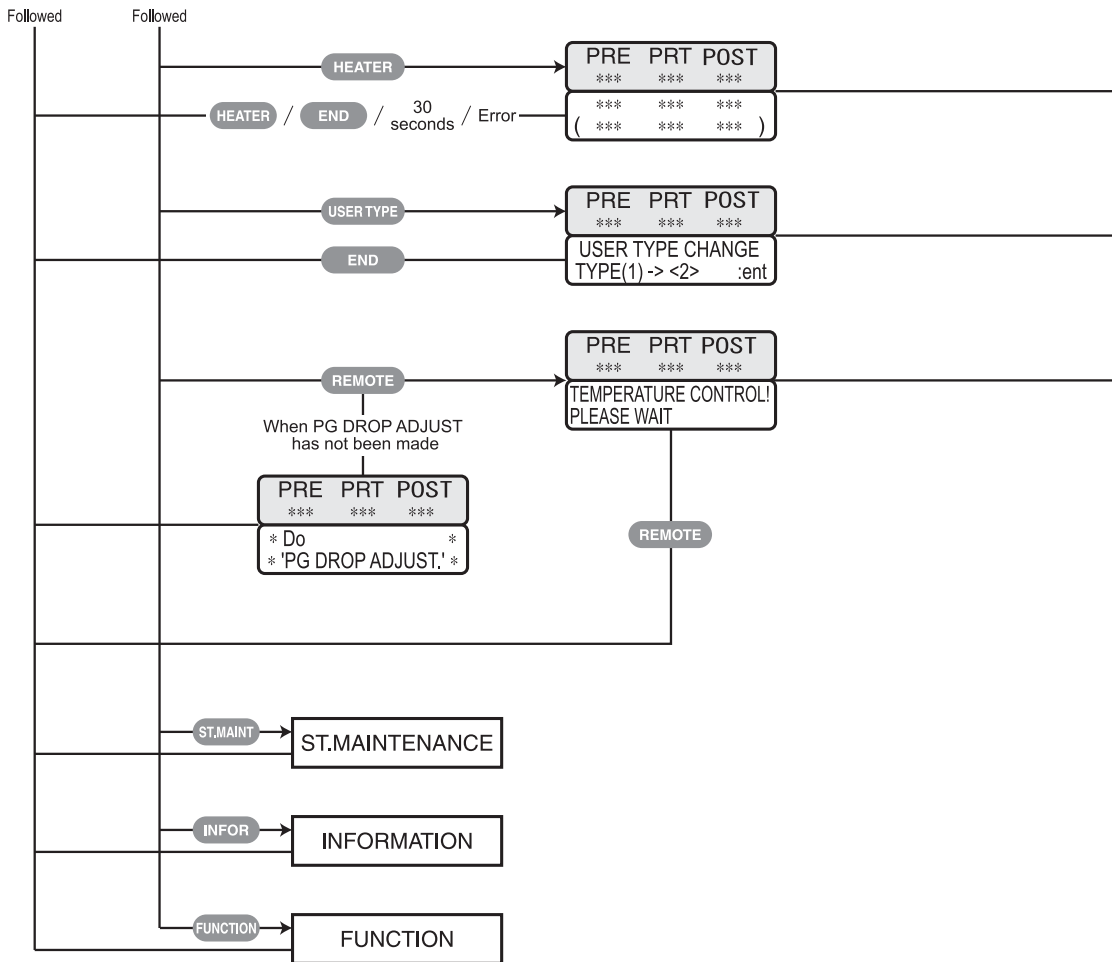 Followed Followed
HEATER
PRE PRT POST
*** *** ***
*** *** ***
( *** *** *** )
HEATER / END / 30 seconds / Error
USER TYPE
PRE PRT POST
*** *** ***
END
USER TYPE CHANGE
TYPE(1) -> <2> :ent
REMOTE
PRE PRT POST
*** *** ***
TEMPERATURE CONTROL!
PLEASE WAIT
When PG DROP ADJUST
has not been made
PRE PRT POST
*** *** ***
* Do *
* 'PG DROP ADJUST.' *
REMOTE
ST.MAINT
ST.MAINTENANCE
INFOR
INFORMATION
FUNCTION
FUNCTION